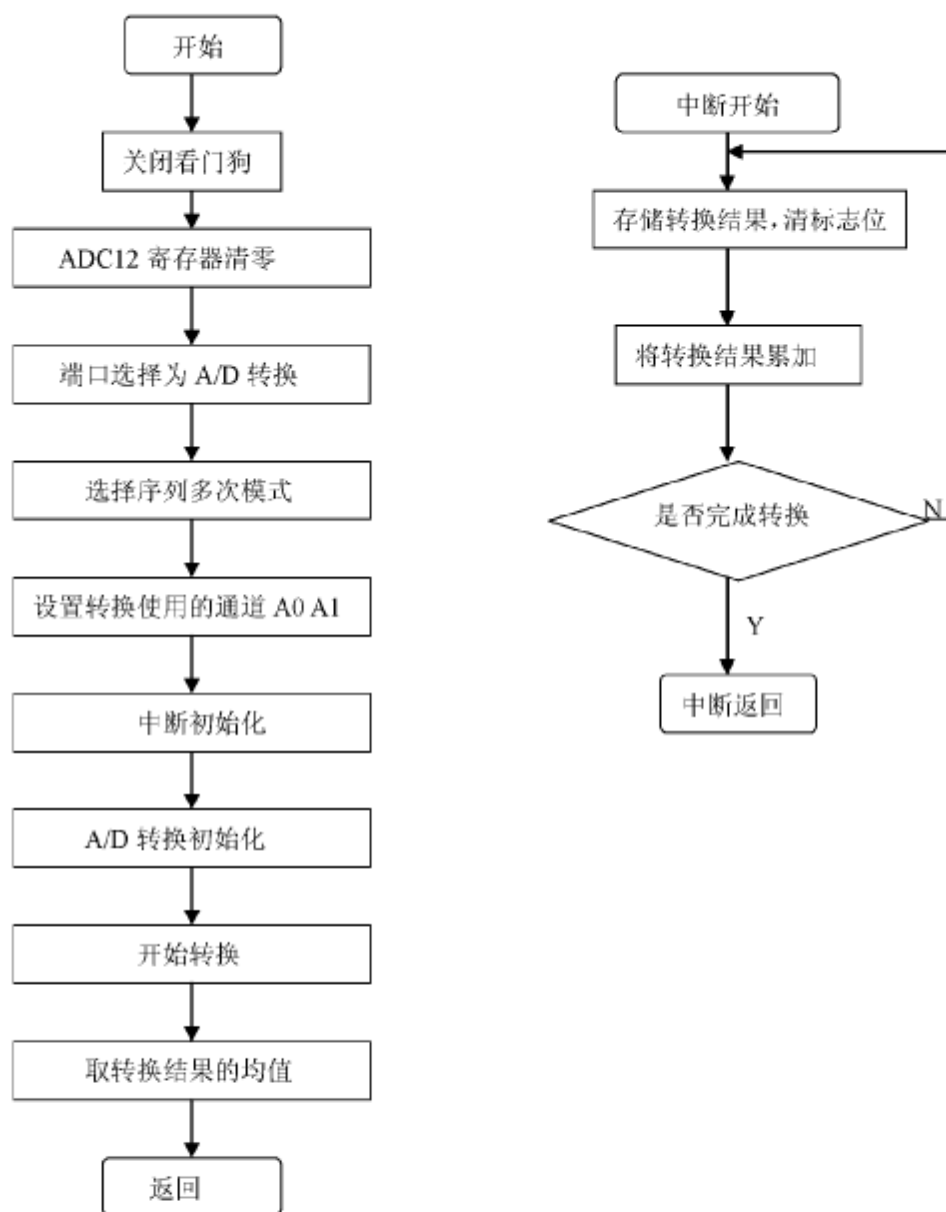 开始
关闭看门狗
ADC12 寄存器清零
端口选择为 A/D 转换
选择序列多次模式
设置转换使用的通道 A0 A1
中断初始化
A/D 转换初始化
开始转换
取转换结果的均值
返回
中断开始
存储转换结果，清标志位
将转换结果累加
是否完成转换
N
Y
中断返回